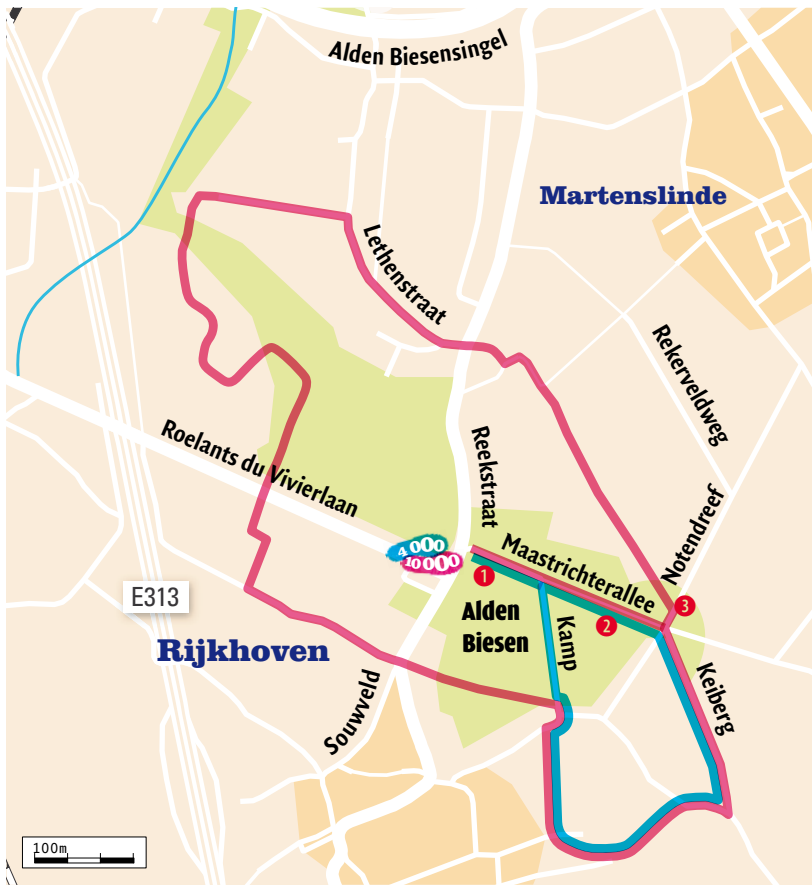 Alden Biesensingel
Martenslinde
Lethenstraat
Rekerveldweg
Roelants du Vivierlaan
Reekstraat
4000
10000
Maastrichterallee
Notendreef
1
2
3
E313
Alden
Biesen
Kamp
Rijkhoven
Keiberg
Souwveld
100m